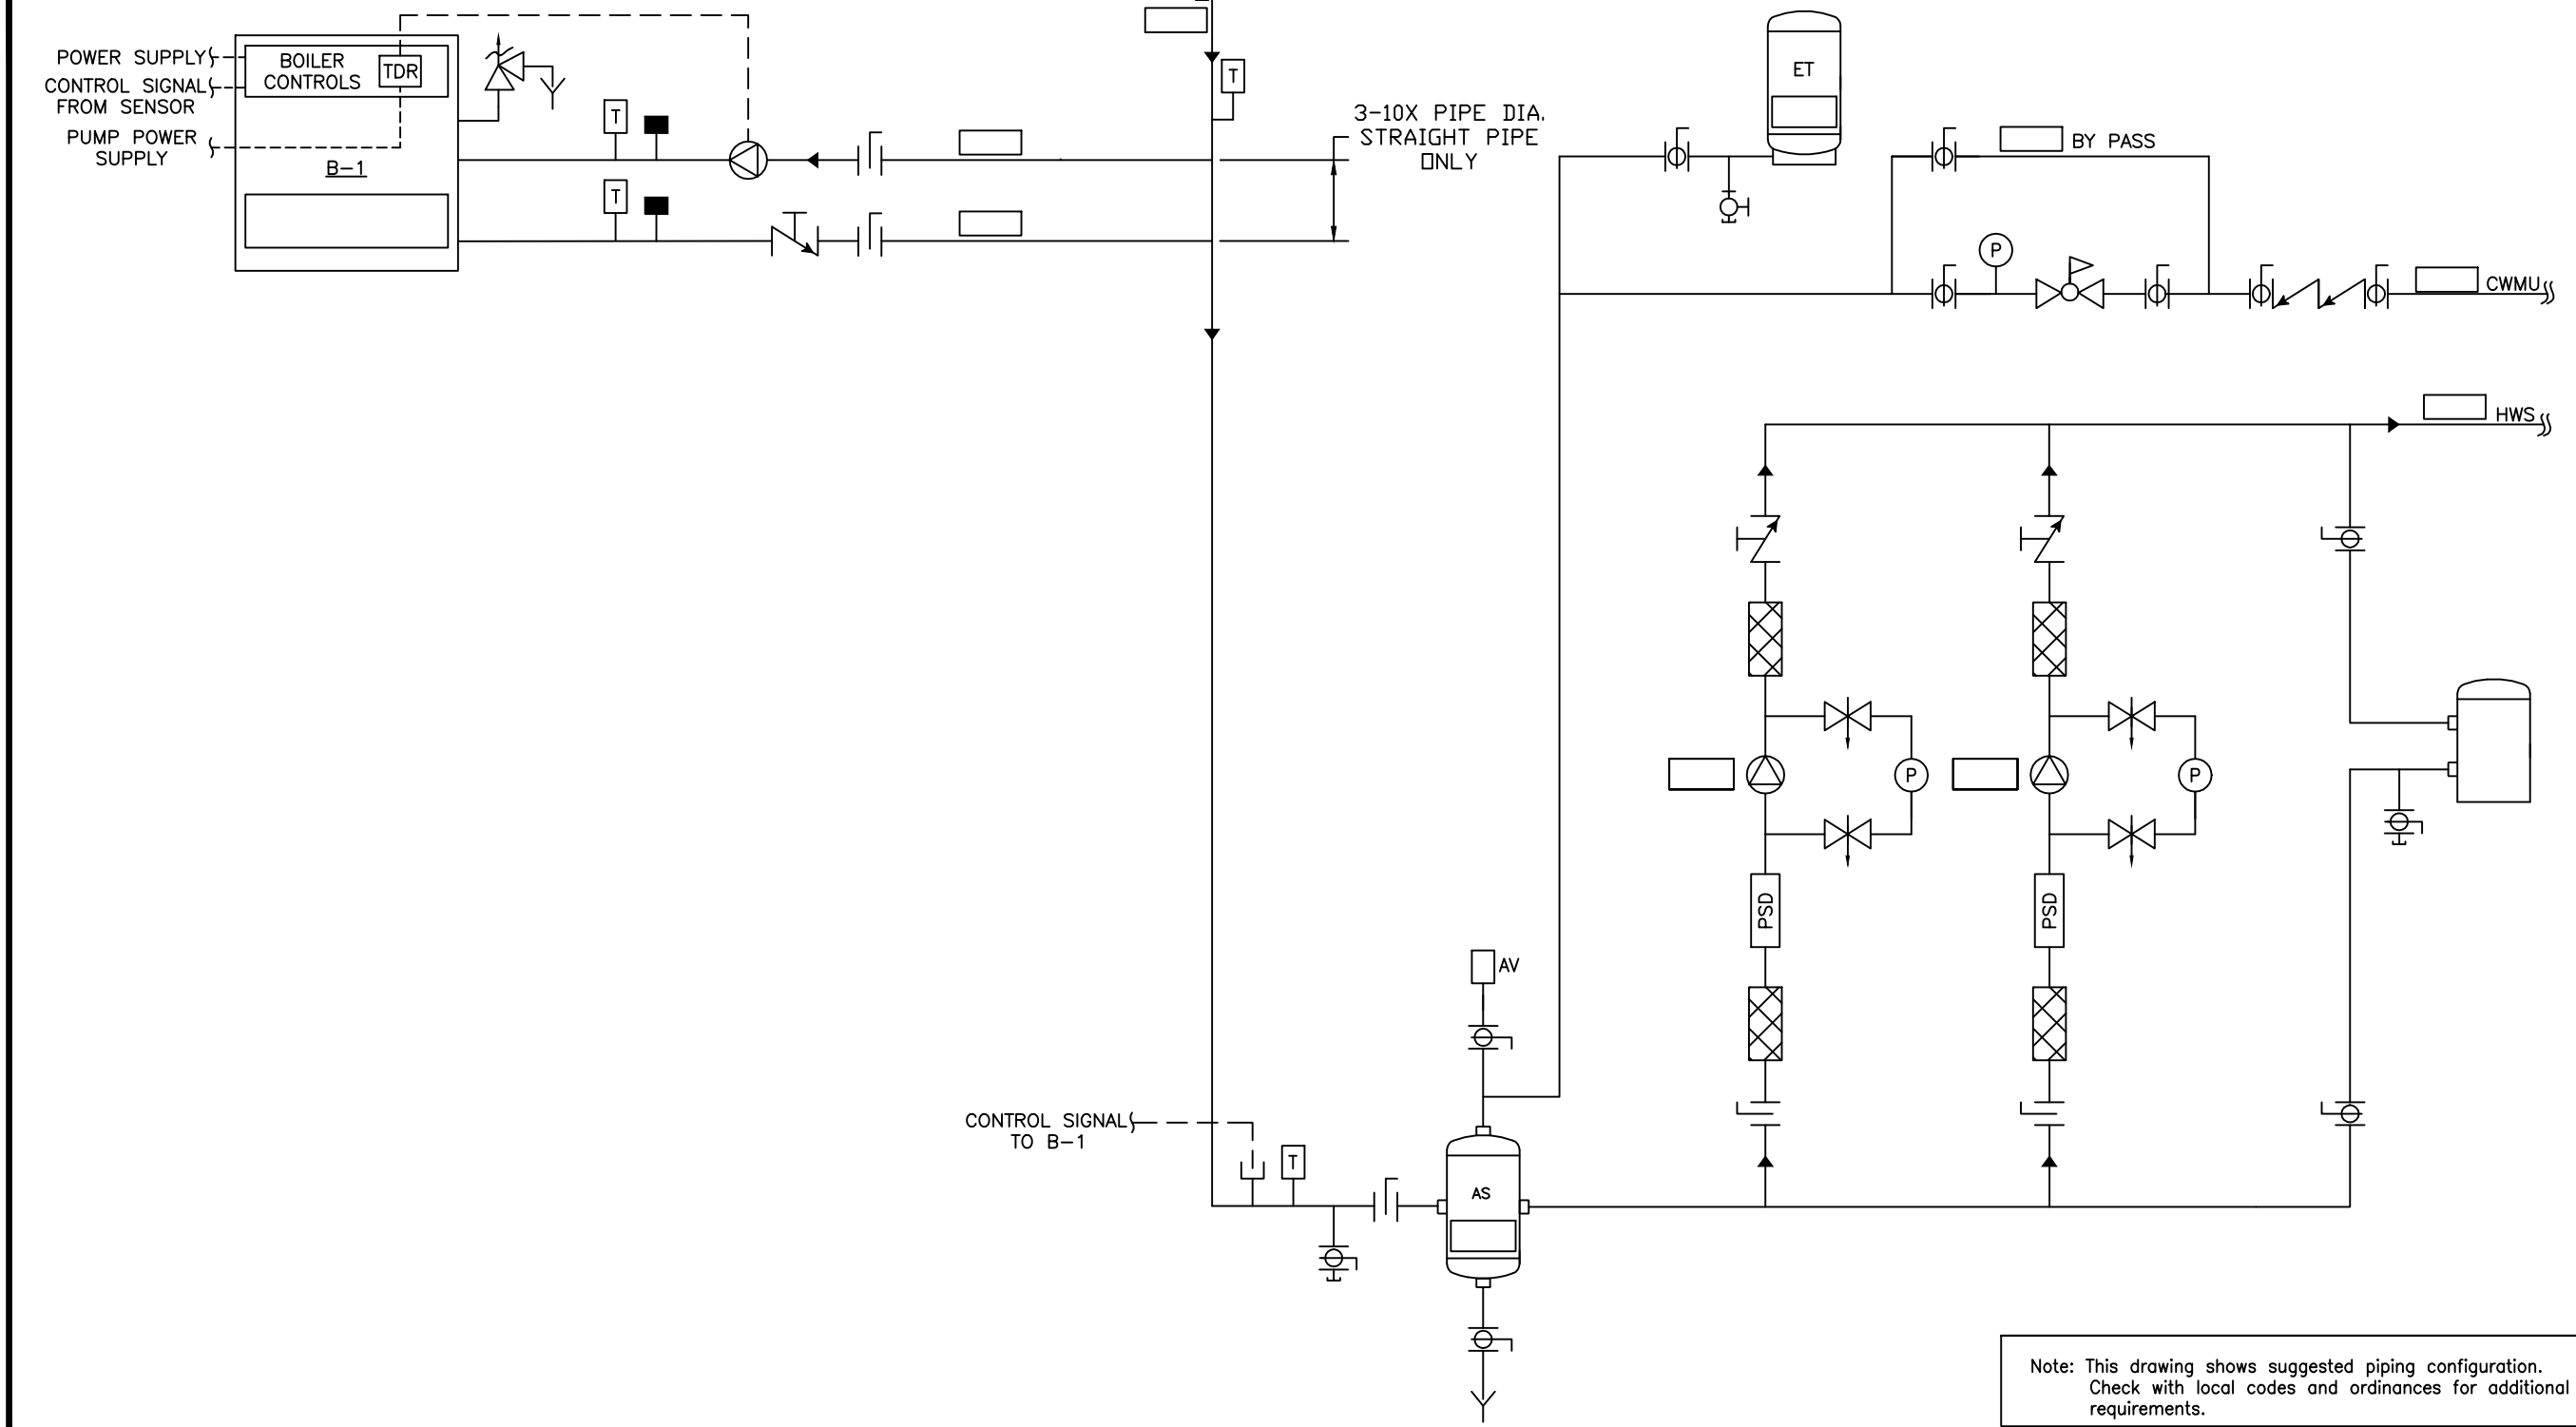 POWER SUPPLY
CONTROL SIGNAL
FROM SENSOR
PUMP POWER
SUPPLY
BOILER
CONTROLS
TDR
B-1
T
T
T
3-10X PIPE DIA.
STRAIGHT PIPE
ONLY
ET
BY PASS
P
CWMU
HWS
P
P
PSD
PSD
AV
CONTROL SIGNAL
TO B-1
T
AS
Note: This drawing shows suggested piping configuration.
Check with local codes and ordinances for additional
requirements.